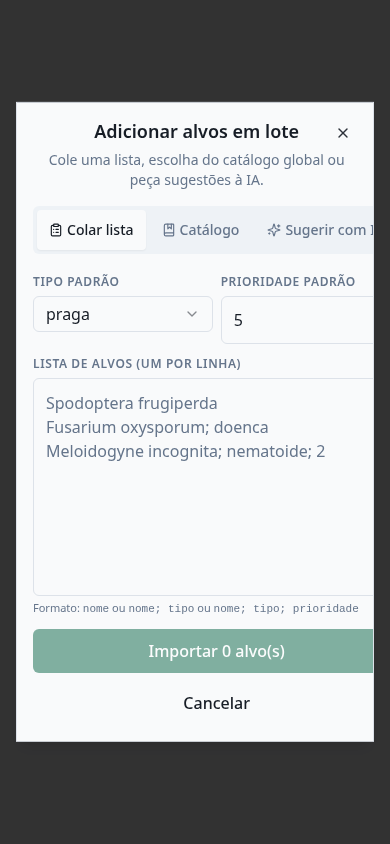 Adicionar alvos em lote
Cole uma lista, escolha do catálogo global ou
peça sugestões à IA.
Colar lista
Catálogo
Sugerir com I
TIPO PADRÃO
PRIORIDADE PADRÃO
praga
5
LISTA DE ALVOS (UM POR LINHA)
Spodoptera frugiperda
Fusarium oxysporum; doenca
Meloidogyne incognita; nematoide; 2
Formato: nome ou nome; tipo ou nome; tipo; prioridade
Importar 0 alvo(s)
Cancelar